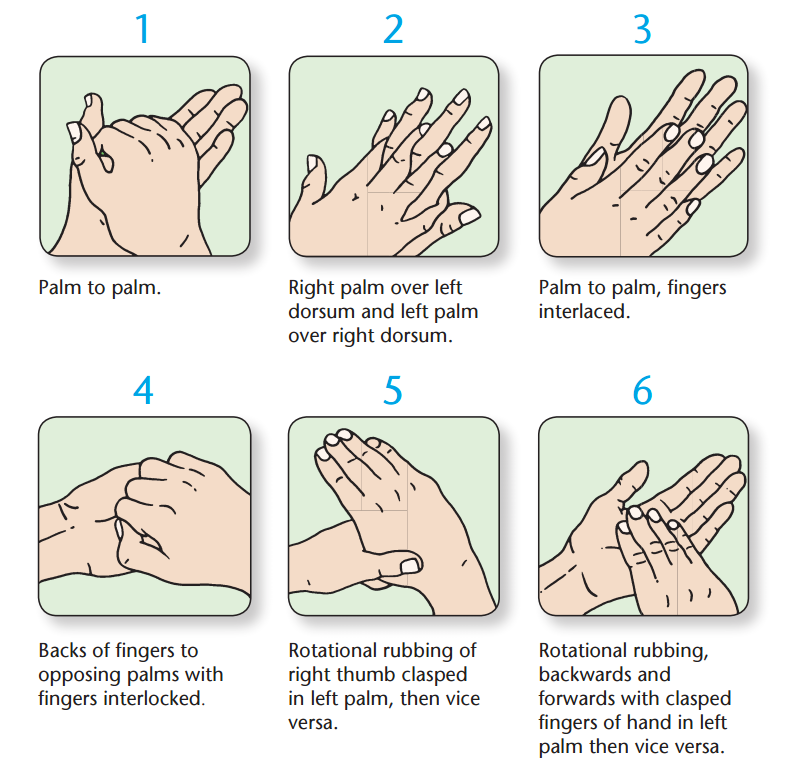 1
2
3
Palm to palm.
Right palm over left
dorsum and left palm
over right dorsum.
Palm to palm, fingers
interlaced.
4
5
6
Backs of fingers to
opposing palms with
fingers interlocked.
Rotational rubbing of
right thumb clasped
in left palm, then vice
versa.
Rotational rubbing,
backwards and
forwards with clasped
fingers of hand in left
palm then vice versa.